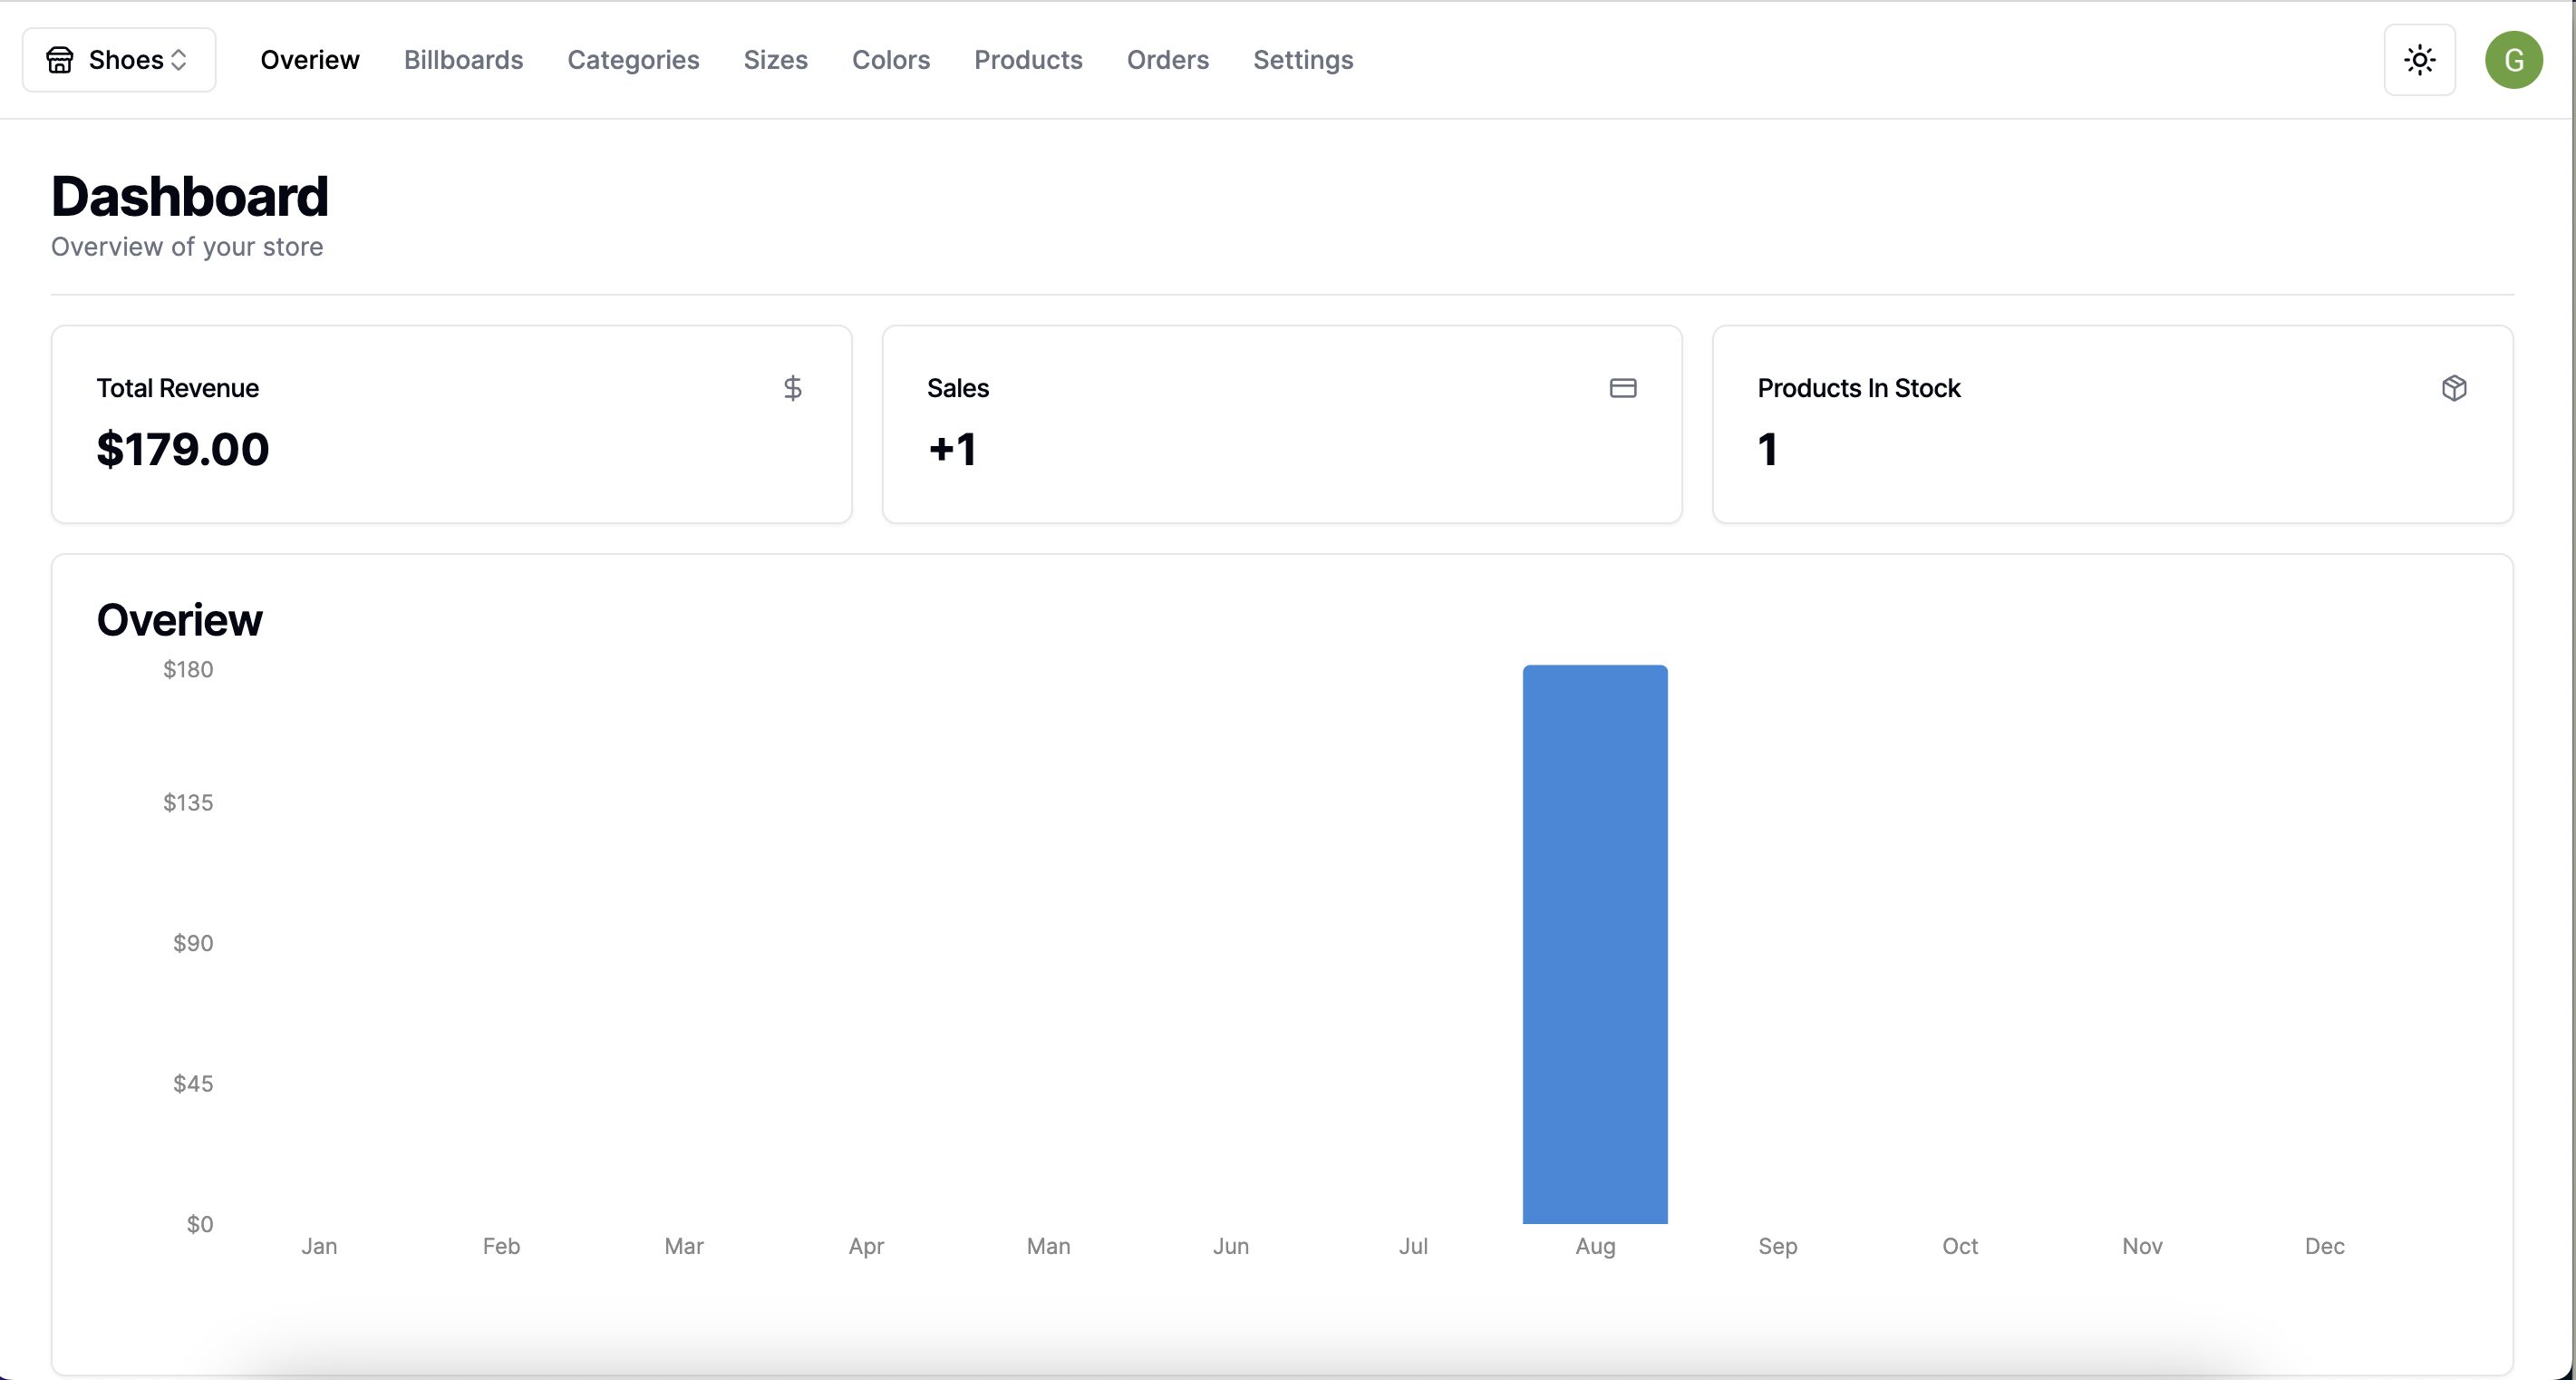 Shoes Overiew Billboards Categories Sizes Colors Products Orders Settings G
Dashboard
Overview of your store
Total Revenue $
$179.00
Sales
+1
Products In Stock
1
Overiew
$180
$135
$90
$45
$0
Jan Feb Mar Apr Man Jun Jul Aug Sep Oct Nov Dec